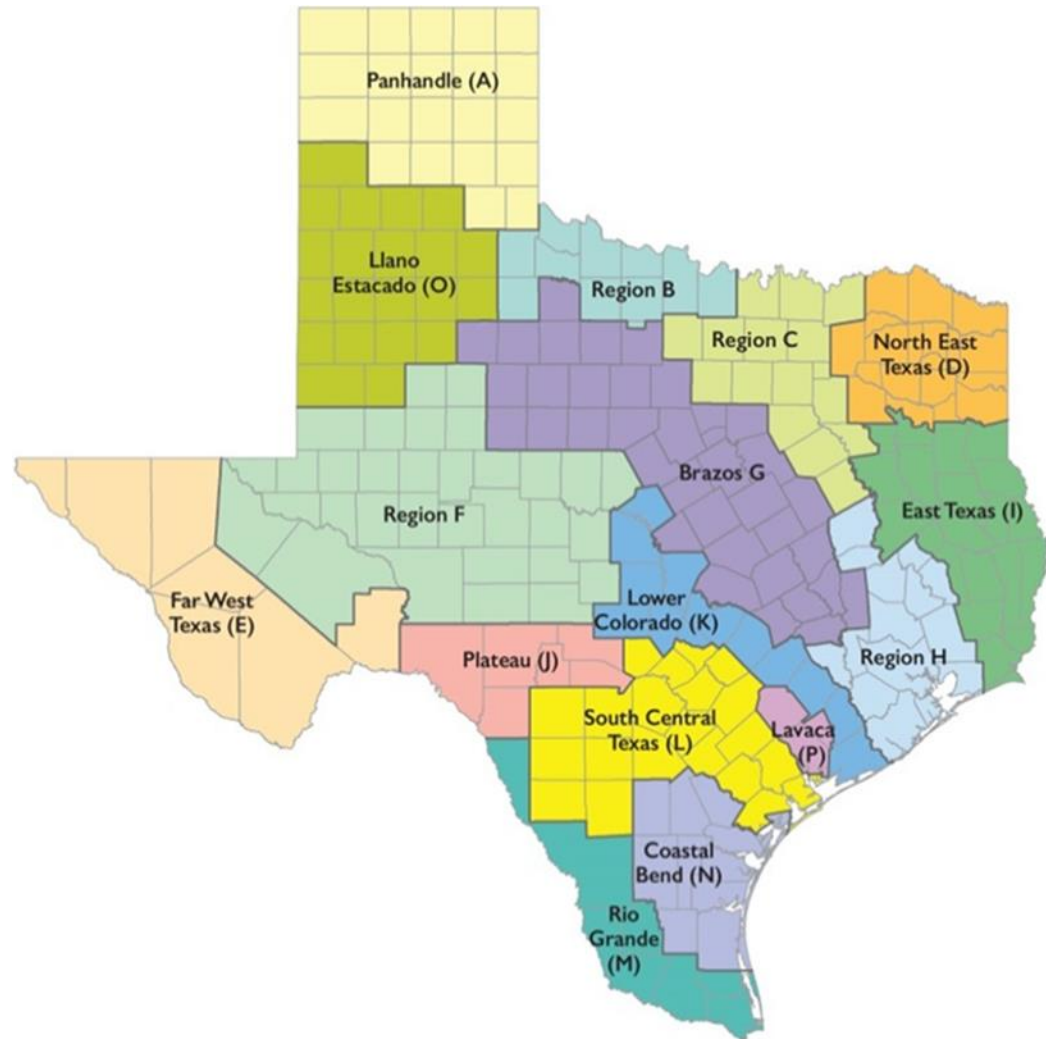 Panhandle (A)
Llano
Estacado (O)
Region B
Region C
North East
Texas (D)
Brazos G
East Texas (I)
Region F
Far West
Texas (E)
Lower
Colorado (K)
Region H
Plateau (J)
South Central
Texas (L)
Lavaca
(P)
Coastal
Bend (N)
Rio
Grande
(M)